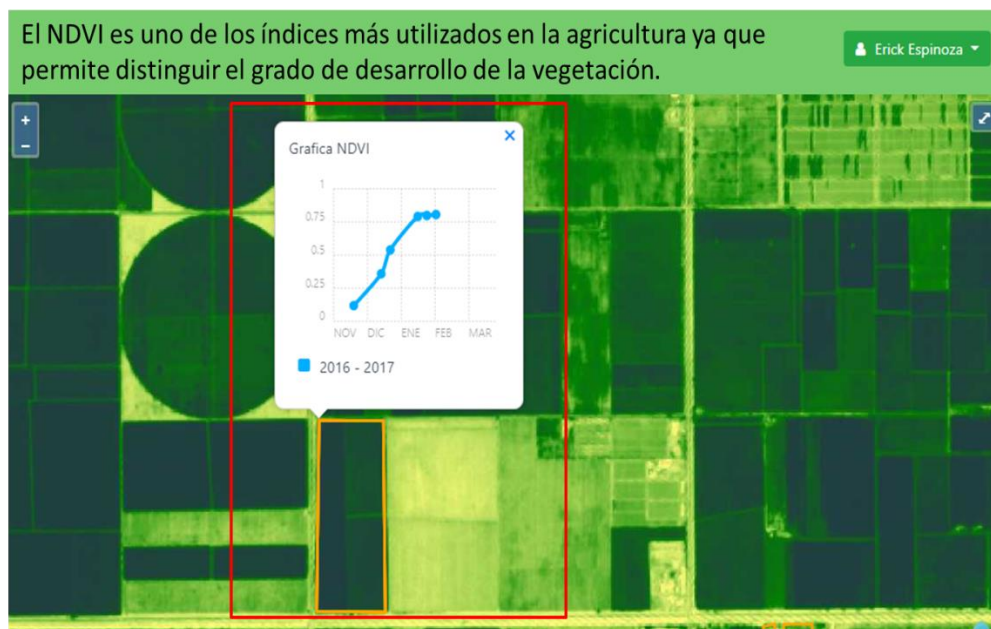 El NDVI es uno de los índices más utilizados en la agricultura ya que
permite distinguir el grado de desarrollo de la vegetación.
Erick Espinoza
+
-
Grafica NDVI
×
1
0.75
0.5
0.25
0
NOV DIC ENE FEB MAR
2016 - 2017